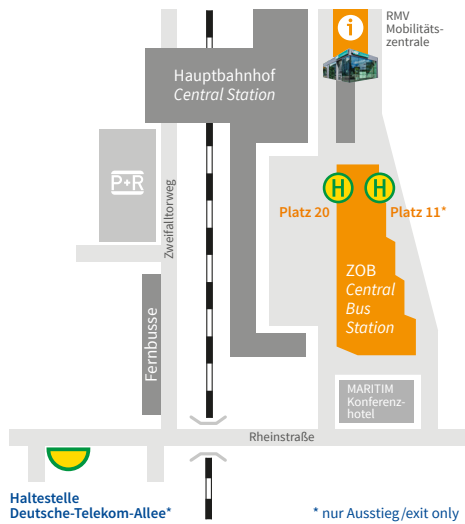 i
RMV
Mobilitäts-
zentrale
Hauptbahnhof
Central Station
P+R
Zweifalltorweg
H
H
Platz 20
Platz 11*
ZOB
Central
Bus
Station
Fernbusse
MARITIM
Konferenz-
hotel
Rheinstraße
Haltestelle
Deutsche-Telekom-Allee*
* nur Ausstieg/exit only